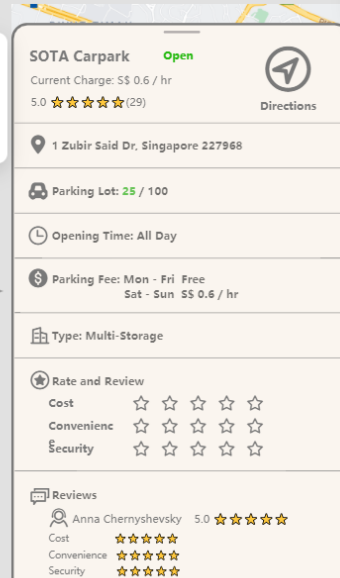 SOTA Carpark Open
Current Charge: S$ 0.6 / hr
5.0 (29)
Directions
1 Zubir Said Dr, Singapore 227968
Parking Lot: 25 / 100
Opening Time: All Day
Parking Fee: Mon - Fri Free
Sat - Sun S$ 0.6 / hr
Type: Multi-Storage
Rate and Review
Cost
Convenienc
e
Security
Reviews
Anna Chernyshevsky 5.0
Cost
Convenience
Security